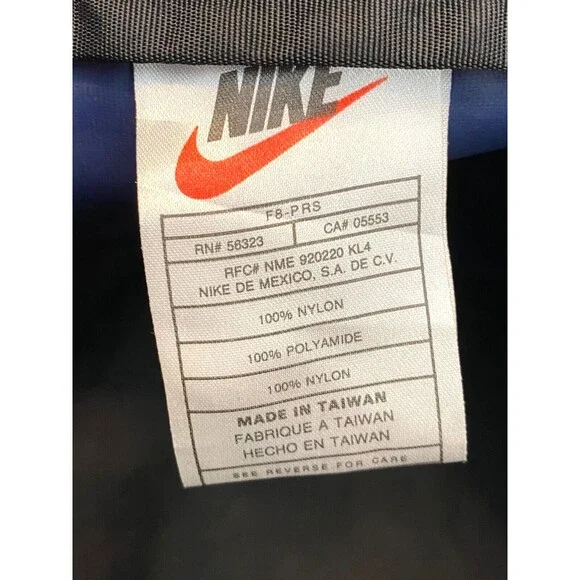 NIKE
F8-PRS
RN# 56323 CA# 05553
RFC# NME 920220 KL4
NIKE DE MEXICO, S.A. DE C.V.
100% NYLON
100% POLYAMIDE
100% NYLON
MADE IN TAIWAN
FABRIQUE A TAIWAN
HECHO EN TAIWAN
SEE REVERSE FOR CARE